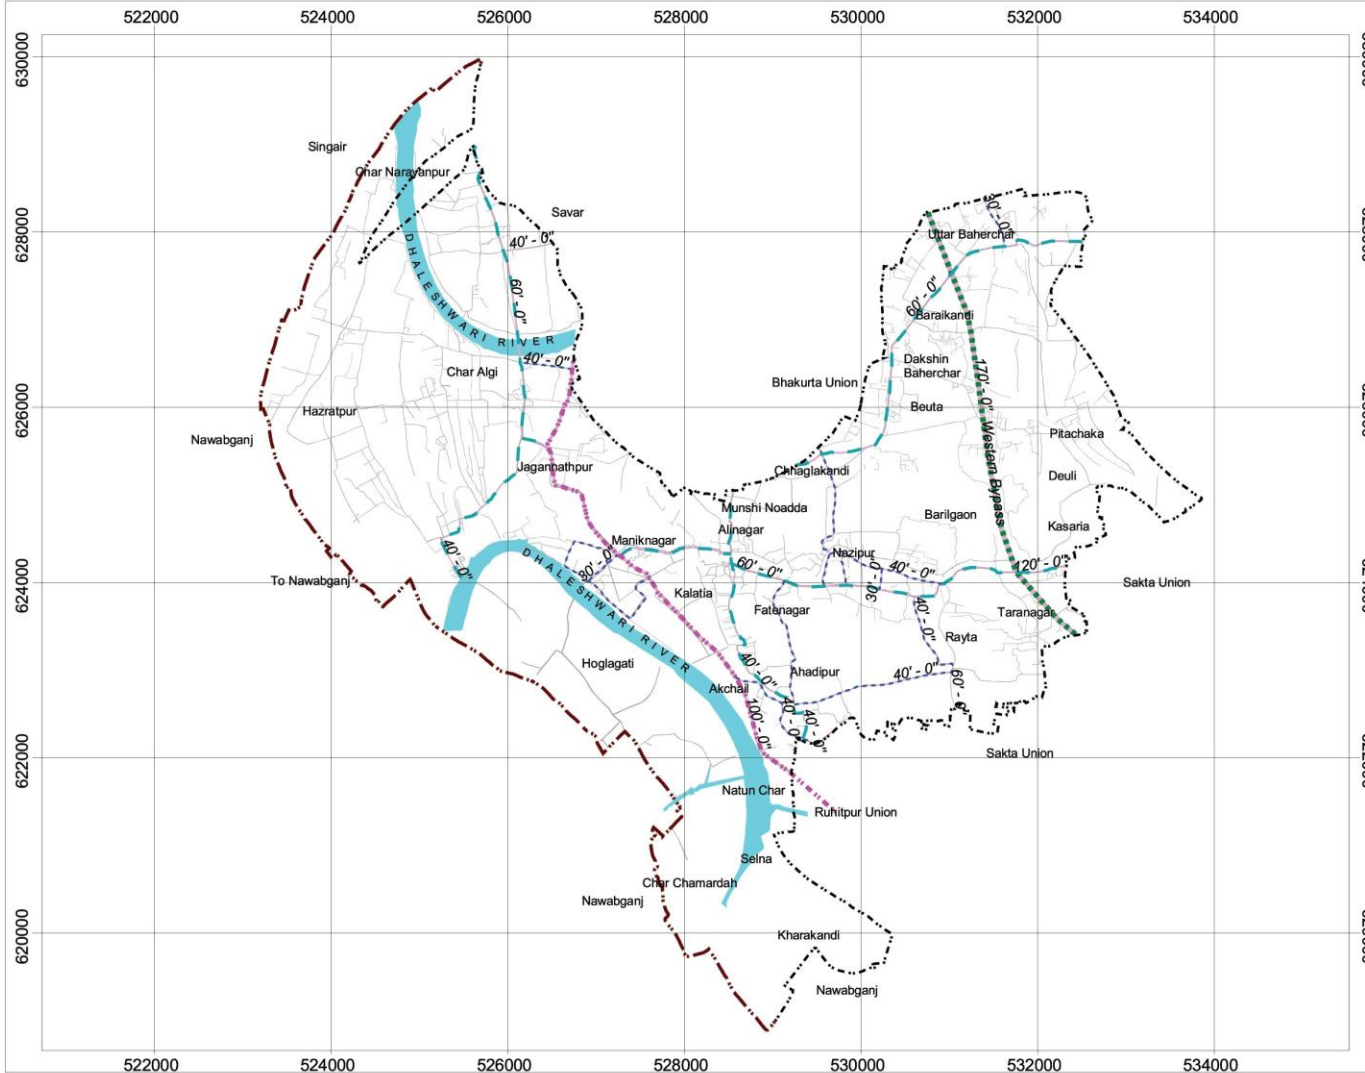 522000
524000
526000
528000
530000
532000
534000
630000
628000
626000
624000
622000
620000
Singair
Char Narayanpur
Savar
40' - 0"
60' - 0"
DHALESHWARI RIVER
40' - 0"
Char Algi
Hazratpur
Nawabganj
Jagannathpur
30' - 0"
Uttar Baherchar
60' - 0"
Baraikandi
Dakshin
Baherchar
Bhakurta Union
170' - 0"
Beuta
Pitachaka
Western Bypass
Chhaglakandi
Deuli
Munshi Noadda
Barilgaon
Alinagar
Kasaria
Maniknagar
40' - 0"
DHALESHWARI RIVER
30' - 0"
60' - 0"
Nazipur
40' - 0"
30' - 0"
120' - 0"
To Nawabganj
Sakta Union
Kalatia
Fatenagar
40' - 0"
Taranagar
Rayta
Hoglagati
40' - 0"
Ahadipur
40' - 0"
60' - 0"
Akchail
100' - 0"
40' - 0"
40' - 0"
Sakta Union
Natun Char
Ruhitpur Union
Selna
Char Chamardah
Nawabganj
Kharakandi
Nawabganj
522000
524000
526000
528000
530000
532000
534000